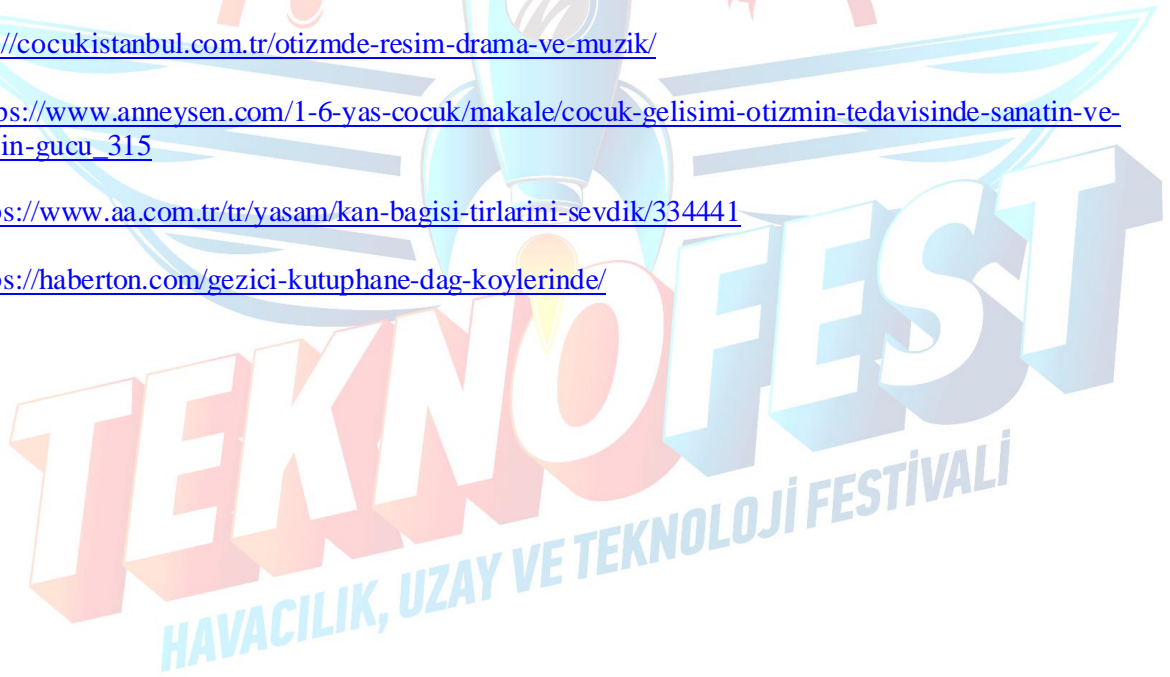 ://cocukistanbul.com.tr/otizmde-resim-drama-ve-muzik/
ps://www.anneysen.com/1-6-yas-cocuk/makale/cocuk-gelisimi-otizmin-tedavisinde-sanatin-ve-
in-gucu_315
s://www.aa.com.tr/tr/yasam/kan-bagisi-tirlarini-sevdik/334441
s://haberton.com/gezici-kutuphane-dag-koylerinde/
TEKNOFEST
HAVACILIK, UZAY VE TEKNOLOJİ FESTİVALİ